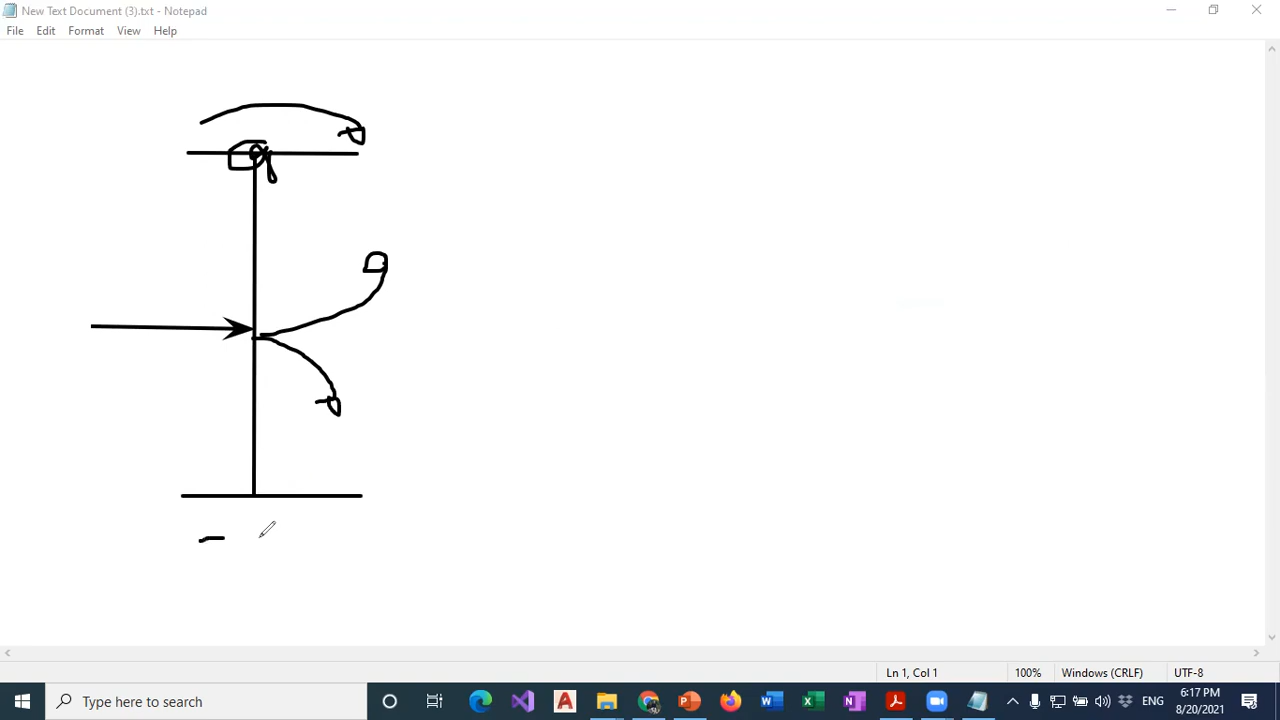 New Text Document (3).txt - Notepad
File Edit Format View Help
Ln 1, Col 1 100% Windows (CRLF) UTF-8
Type here to search
ENG
6:17 PM
8/20/2021